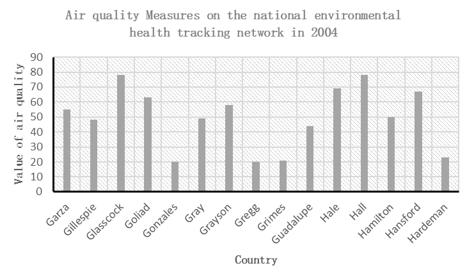 Air quality Measures on the national environmental
health tracking network in 2004
Value of air quality
90
80
70
60
50
40
30
20
10
0
Garza
Gillespie
Glasscock
Goliad
Gonzales
Gray
Grayson
Gregg
Grimes
Guadalupe
Hale
Hall
Hamilton
Hansford
Hardeman
Country